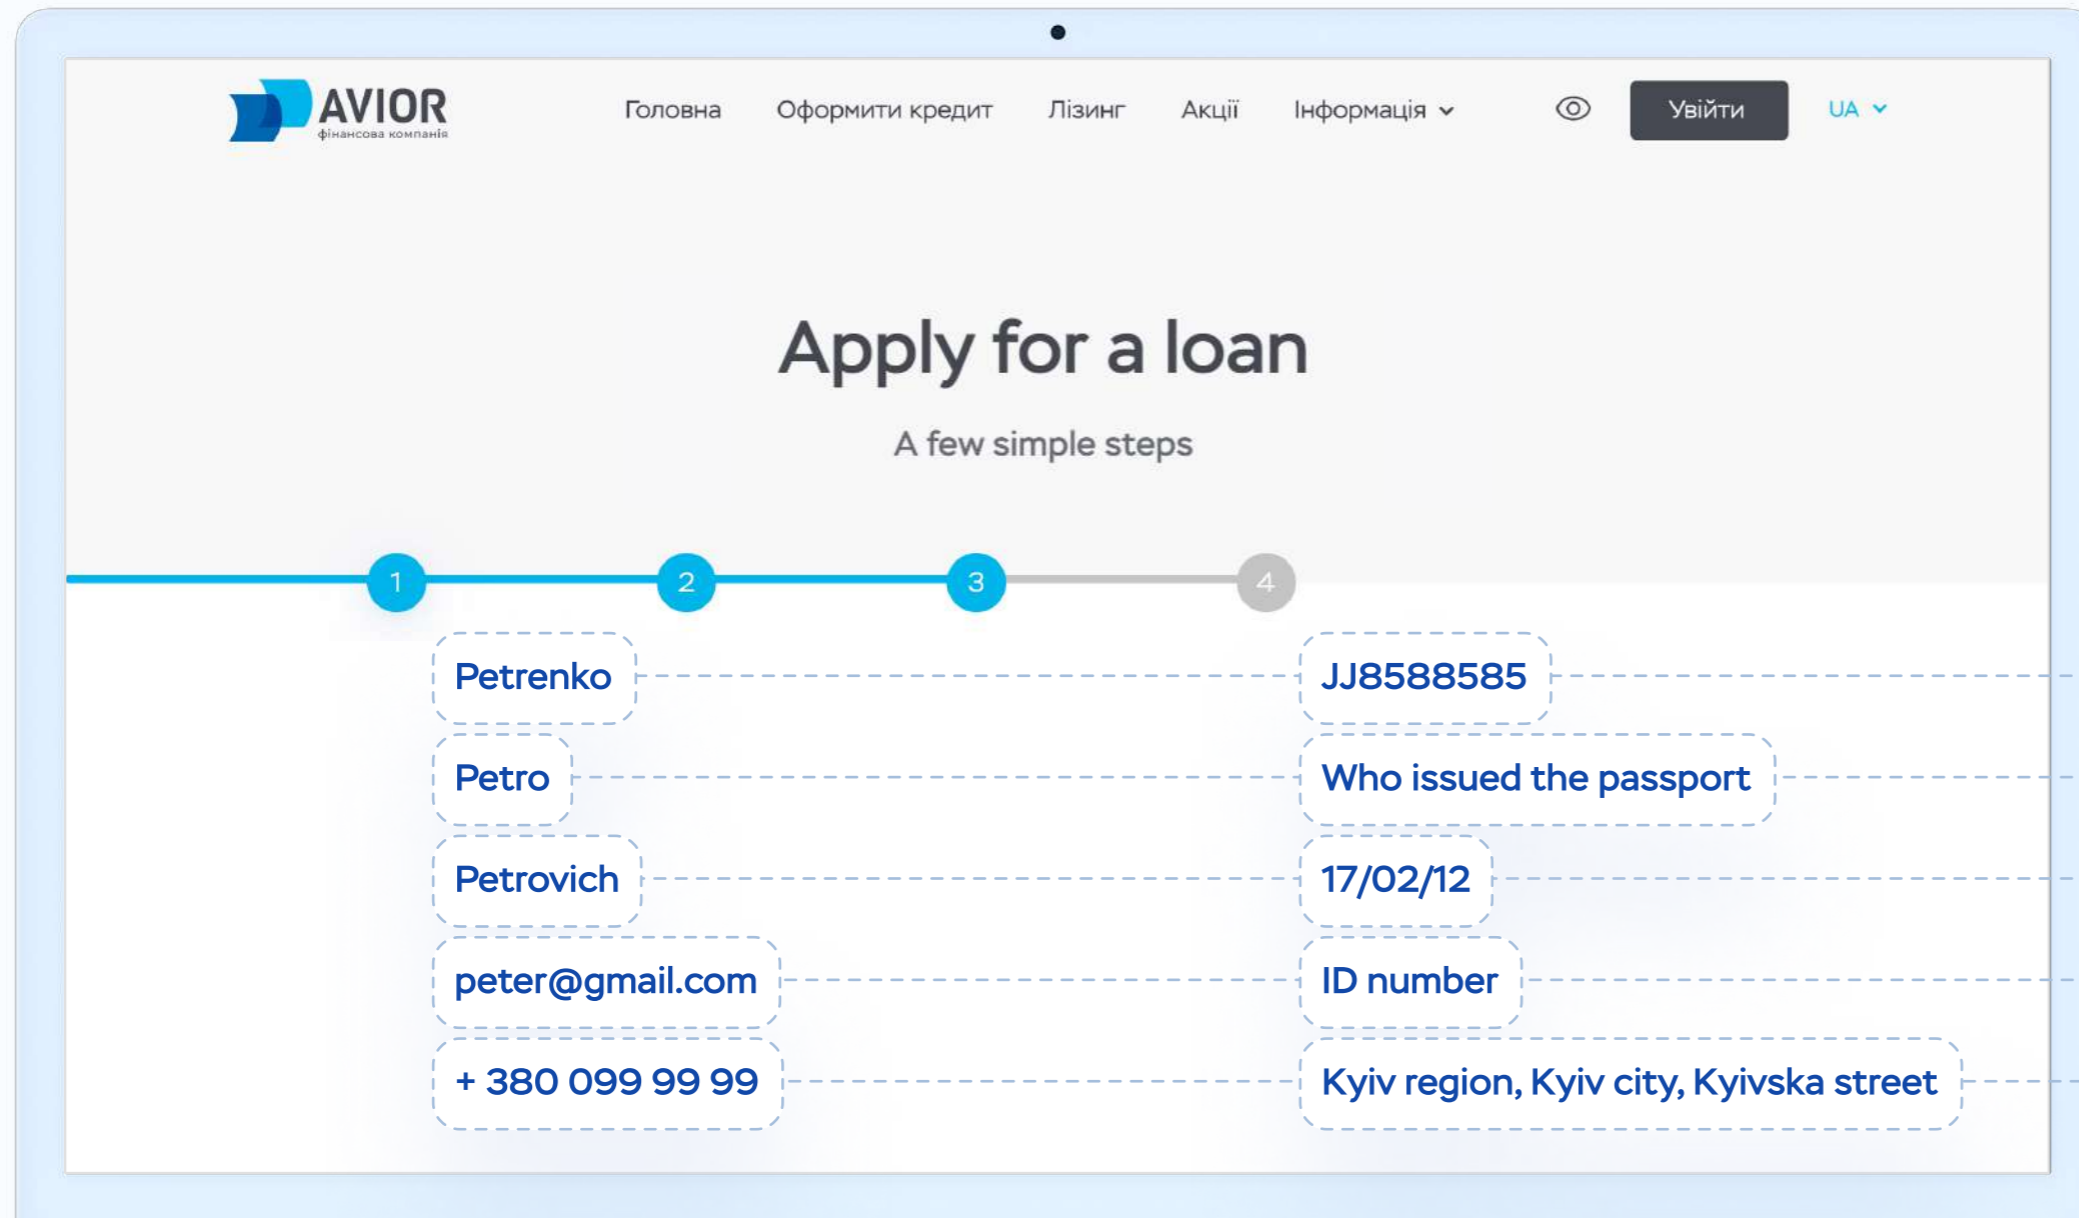 AVIOR
фінансова компанія
Головна Оформити кредит Лізинг Акції Інформація Увійти UA
Apply for a loan
A few simple steps
1 2 3 4
Petrenko JJ8588585
Petro Who issued the passport
Petrovich 17/02/12
peter@gmail.com ID number
+ 380 099 99 99 Kyiv region, Kyiv city, Kyivska street